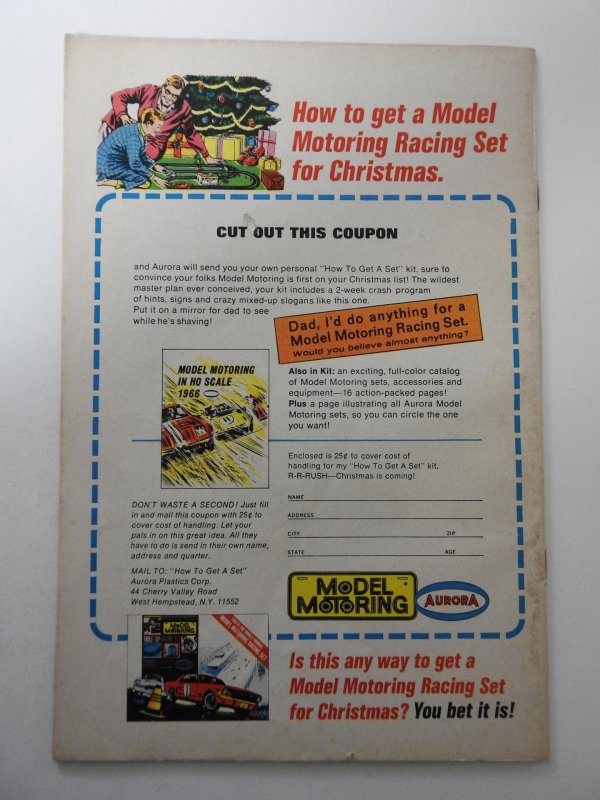 How to get a Model
Motoring Racing Set
for Christmas.
CUT OUT THIS COUPON
and Aurora will send you your own personal "How To Get A Set" kit, sure to
convince your folks Model Motoring is first on your Christmas list! The wildest
master plan ever conceived, your kit includes a 2-week crash program
of hints, signs and crazy mixed-up slogans like this one.
Put it on a mirror for dad to see
while he's shaving!
Dad, I'd do anything for a
Model Motoring Racing Set.
Would you believe almost anything?
MODEL MOTORING
IN HO SCALE
1966
Also in Kit: an exciting, full-color catalog
of Model Motoring sets, accessories and
equipment—16 action-packed pages!
Plus a page illustrating all Aurora Model
Motoring sets, so you can circle the one
you want!
Enclosed is 25¢ to cover cost of
handling for my "How To Get A Set" kit.
R-R-RUSH—Christmas is coming!
NAME
ADDRESS
CITY ZIP
STATE AGE
DON'T WASTE A SECOND! Just fill
in and mail this coupon with 25¢ to
cover cost of handling. Let your
pals in on this great idea. All they
have to do is send in their own name,
address and quarter.
MAIL TO: "How To Get A Set"
Aurora Plastics Corp.
44 Cherry Valley Road
West Hempstead, N.Y. 11552
MODEL
MOTORING
AURORA
MODEL
MOTORING
Is this any way to get a
Model Motoring Racing Set
for Christmas? You bet it is!